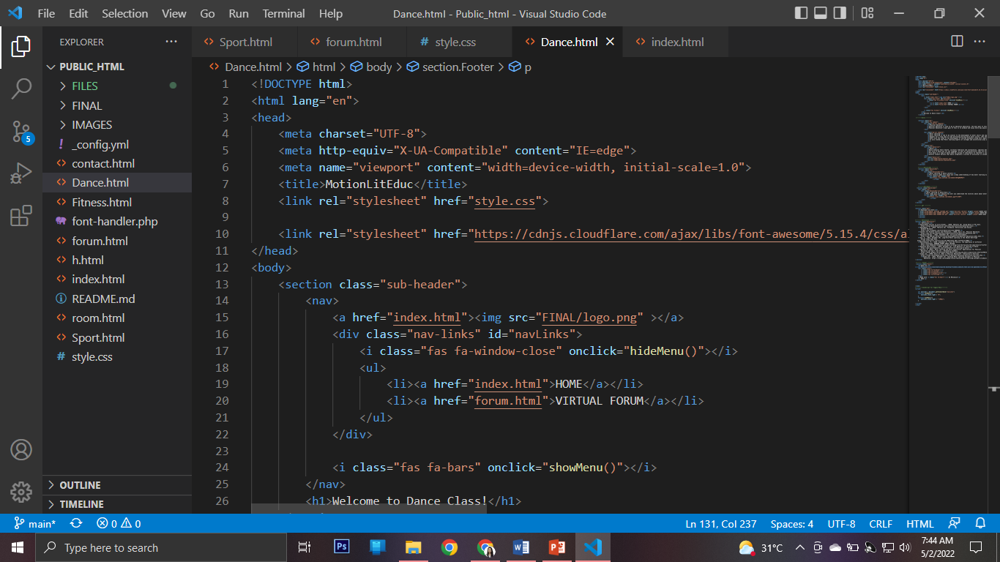 File Edit Selection View Go Run Terminal Help Dance.html - Public_html - Visual Studio Code
EXPLORER
Sport.html forum.html # style.css Dance.html index.html
PUBLIC_HTML
FILES
FINAL
IMAGES
! _config.yml
contact.html
Dance.html
Fitness.html
font-handler.php
forum.html
h.html
index.html
README.md
room.html
Sport.html
# style.css
OUTLINE
TIMELINE
5
Dance.html > html > body > section.Footer > p
1 <!DOCTYPE html>
2 <html lang="en">
3 <head>
4 <meta charset="UTF-8">
5 <meta http-equiv="X-UA-Compatible" content="IE=edge">
6 <meta name="viewport" content="width=device-width, initial-scale=1.0">
7 <title>MotionLitEduc</title>
8 <link rel="stylesheet" href="style.css">
9
10 <link rel="stylesheet" href="https://cdnjs.cloudflare.com/ajax/libs/font-awesome/5.15.4/css/a
11 </head>
12 <body>
13 <section class="sub-header">
14 <nav>
15 <a href="index.html"><img src="FINAL/logo.png" ></a>
16 <div class="nav-links" id="navLinks">
17 <i class="fas fa-window-close" onclick="hideMenu()"></i>
18 <ul>
19 <li><a href="index.html">HOME</a></li>
20 <li><a href="forum.html">VIRTUAL FORUM</a></li>
21 </ul>
22 </div>
23
24 <i class="fas fa-bars" onclick="showMenu()"></i>
25 </nav>
26 <h1>Welcome to Dance Class!</h1>
main* 0 0 Ln 131, Col 237 Spaces: 4 UTF-8 CRLF HTML
Type here to search Ps 31°C 7:44 AM
5/2/2022